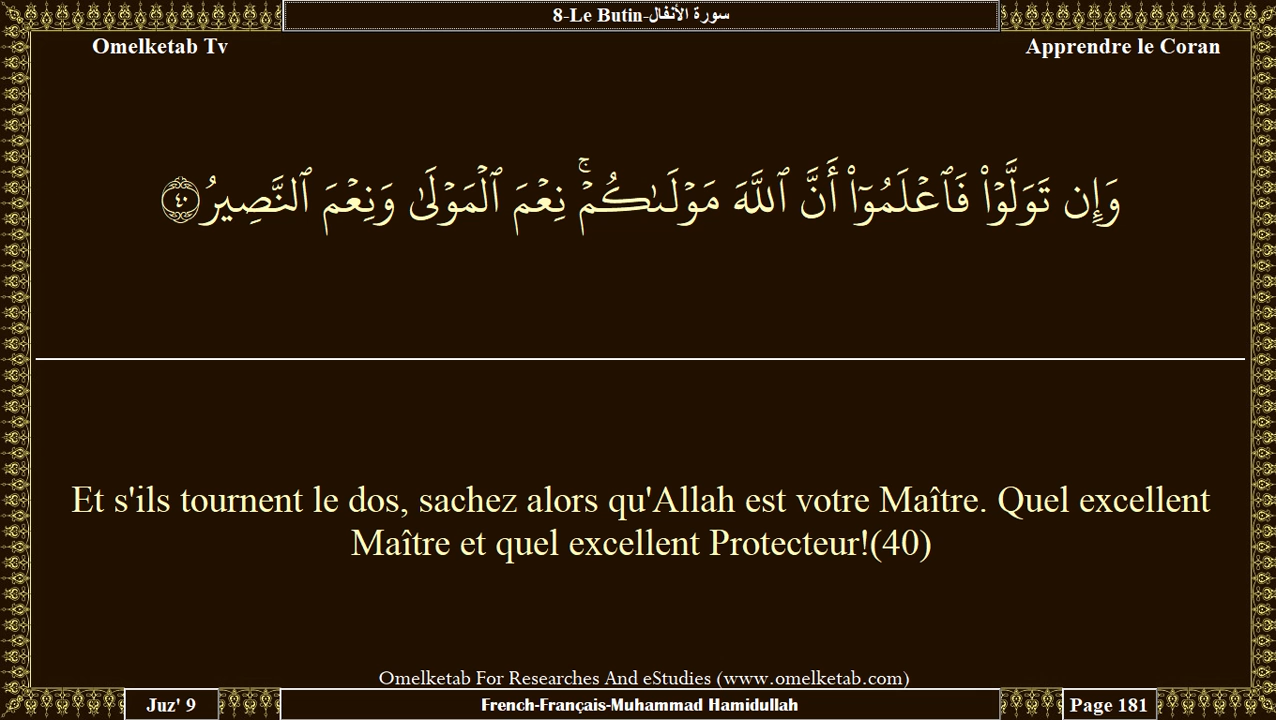 8-Le Butin-سورة الأنفال
Omelketab Tv
Apprendre le Coran
وَإِن تَوَلَّوْا۟ فَٱعْلَمُوٓا۟ أَنَّ ٱللَّهَ مَوْلَىٰكُمْ ۚ نِعْمَ ٱلْمَوْلَىٰ وَنِعْمَ ٱلنَّصِيرُ ﴿٤٠﴾
Et s'ils tournent le dos, sachez alors qu'Allah est votre Maître. Quel excellent
Maître et quel excellent Protecteur!(40)
Omelketab For Researches And eStudies (www.omelketab.com)
Juz' 9
French-Français-Muhammad Hamidullah
Page 181